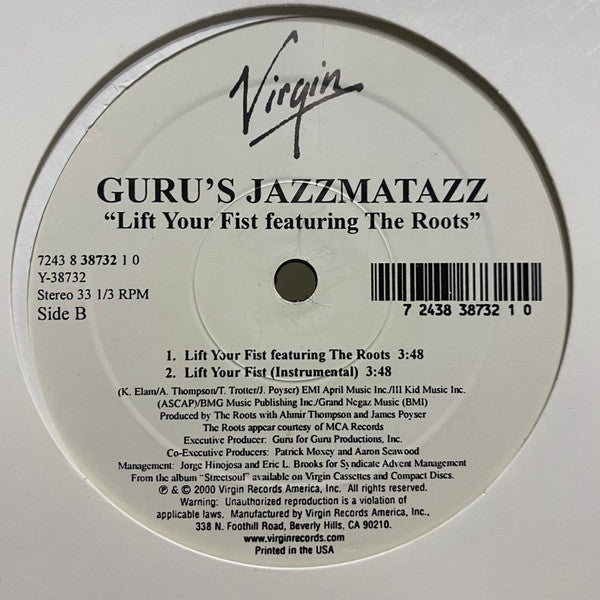 Virgin
GURU'S JAZZMATAZZ
"Lift Your Fist featuring The Roots"
7243 8 38732 1 0
Y-38732
Stereo 33 1/3 RPM
Side B
7 2438 38732 1 0
1. Lift Your Fist featuring The Roots 3:48
2. Lift Your Fist (Instrumental) 3:48
(K. Elam/A. Thompson/T. Trotter/J. Poyser) EMI April Music Inc./Ill Kid Music Inc.
(ASCAP)/BMG Music Publishing Inc./Grand Negaz Music (BMI)
Produced by The Roots with Ahmir Thompson and James Poyser
The Roots appear courtesy of MCA Records
Executive Producer: Guru for Guru Productions, Inc.
Co-Executive Producers: Patrick Moxey and Aaron Seawood
Management: Jorge Hinojosa and Eric L. Brooks for Syndicate Advent Management
From the album "Streetsoul" available on Virgin Cassettes and Compact Discs.
℗ & © 2000 Virgin Records America, Inc. All rights reserved.
Warning: Unauthorized reproduction is a violation of
applicable laws. Manufactured by Virgin Records America, Inc.,
338 N. Foothill Road, Beverly Hills, CA 90210.
www.virginrecords.com
Printed in the USA